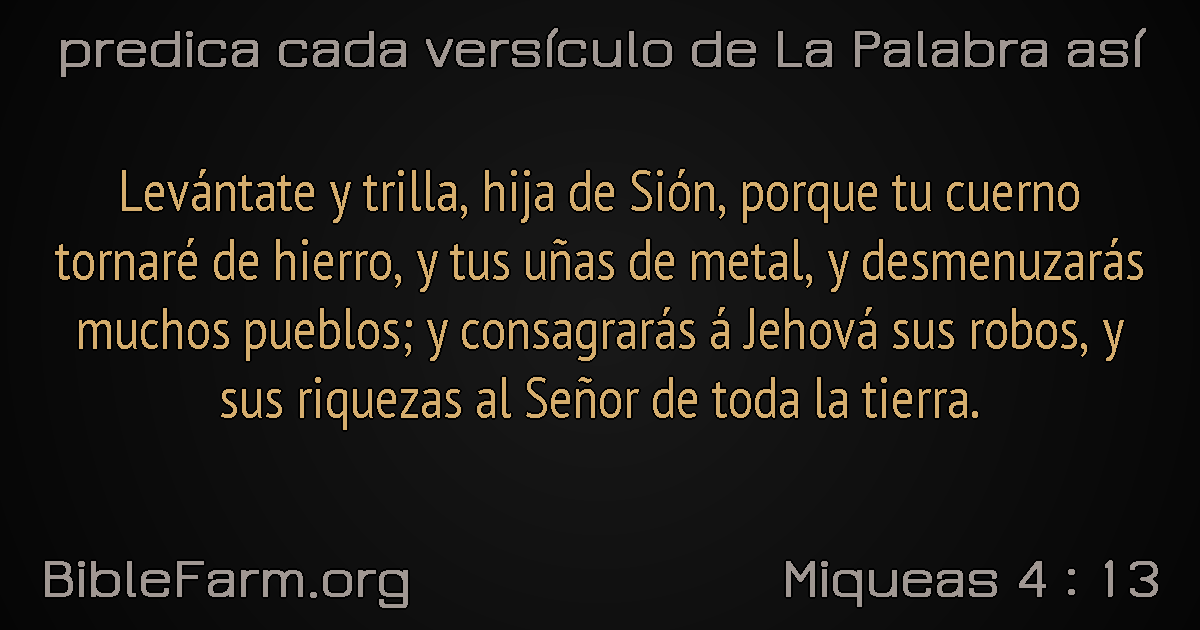 predica cada versículo de La Palabra así
Levántate y trilla, hija de Sión, porque tu cuerno
tornaré de hierro, y tus uñas de metal, y desmenuzarás
muchos pueblos; y consagrarás á Jehová sus robos, y
sus riquezas al Señor de toda la tierra.
BibleFarm.org
Miqueas 4 : 13